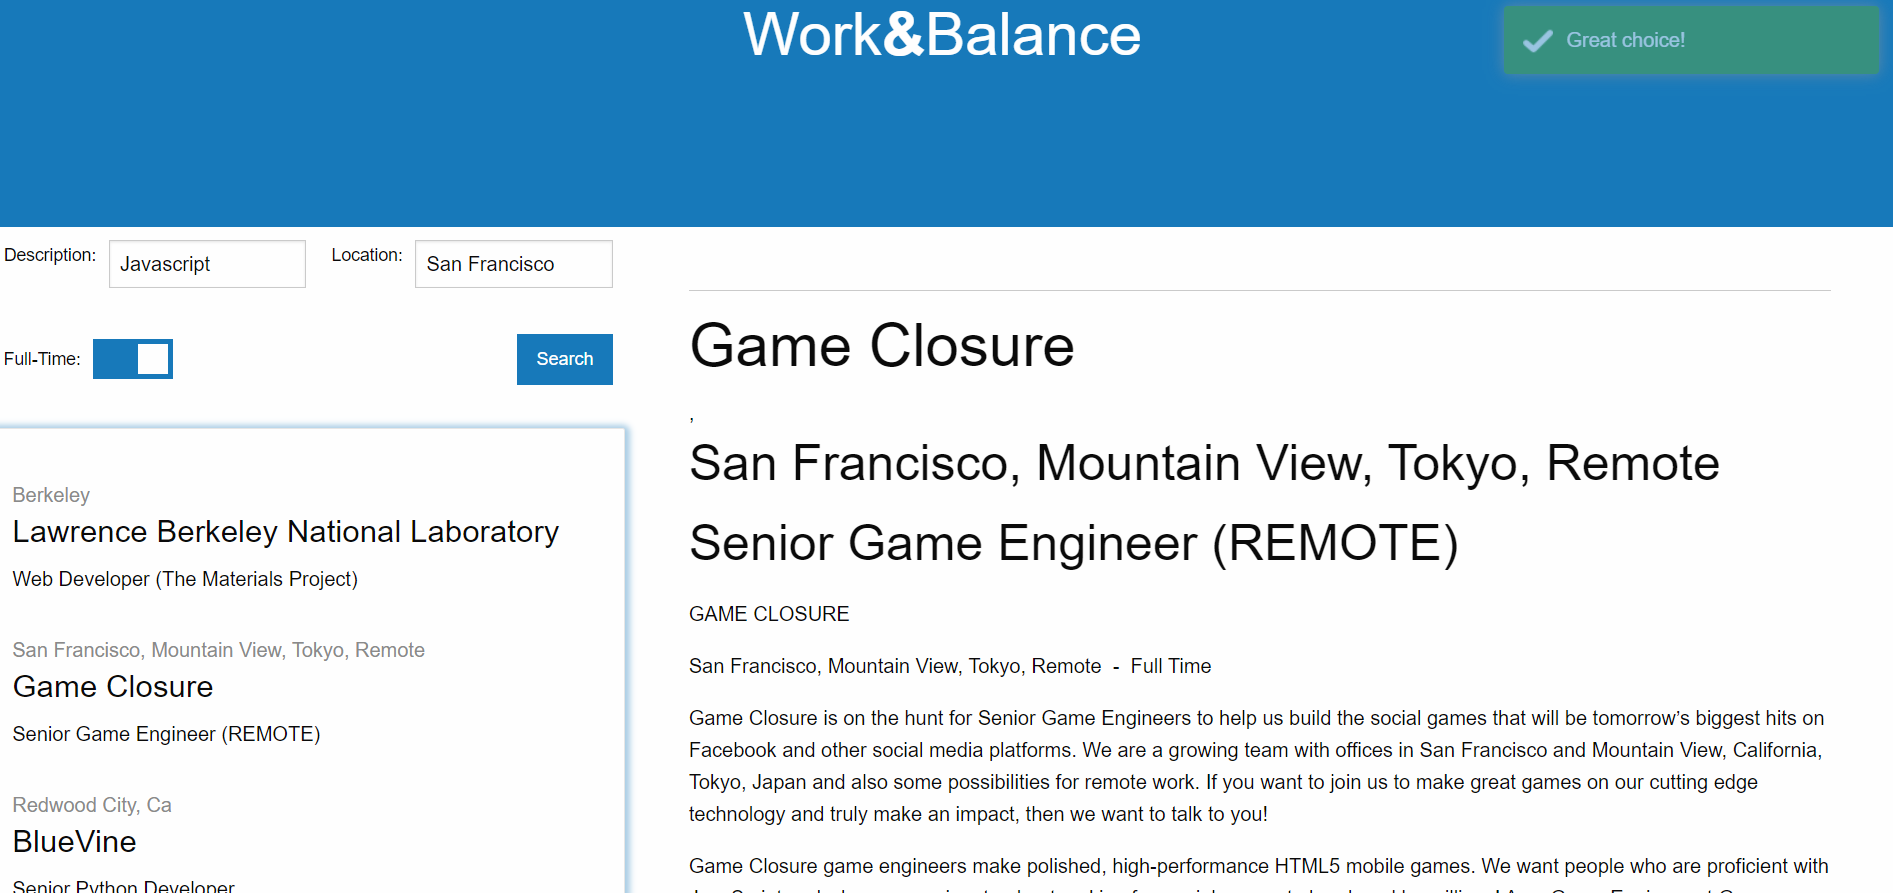 Work&Balance
Great choice!
Description:
Javascript
Location:
San Francisco
Full-Time:
Search
Berkeley
Lawrence Berkeley National Laboratory
Web Developer (The Materials Project)
San Francisco, Mountain View, Tokyo, Remote
Game Closure
Senior Game Engineer (REMOTE)
Redwood City, Ca
BlueVine
Senior Python Developer
Game Closure
,
San Francisco, Mountain View, Tokyo, Remote
Senior Game Engineer (REMOTE)
GAME CLOSURE
San Francisco, Mountain View, Tokyo, Remote - Full Time
Game Closure is on the hunt for Senior Game Engineers to help us build the social games that will be tomorrow’s biggest hits on
Facebook and other social media platforms. We are a growing team with offices in San Francisco and Mountain View, California,
Tokyo, Japan and also some possibilities for remote work. If you want to join us to make great games on our cutting edge
technology and truly make an impact, then we want to talk to you!
Game Closure game engineers make polished, high-performance HTML5 mobile games. We want people who are proficient with